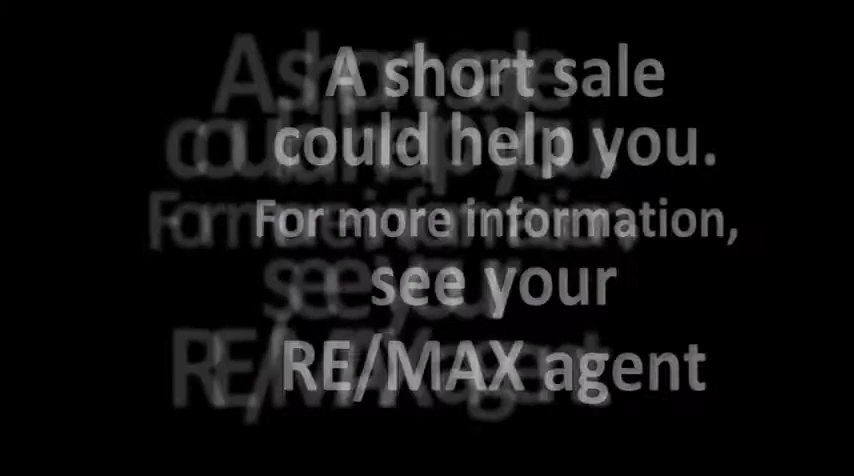 A short sale
could help you.
For more information,
see your
RE/MAX agent